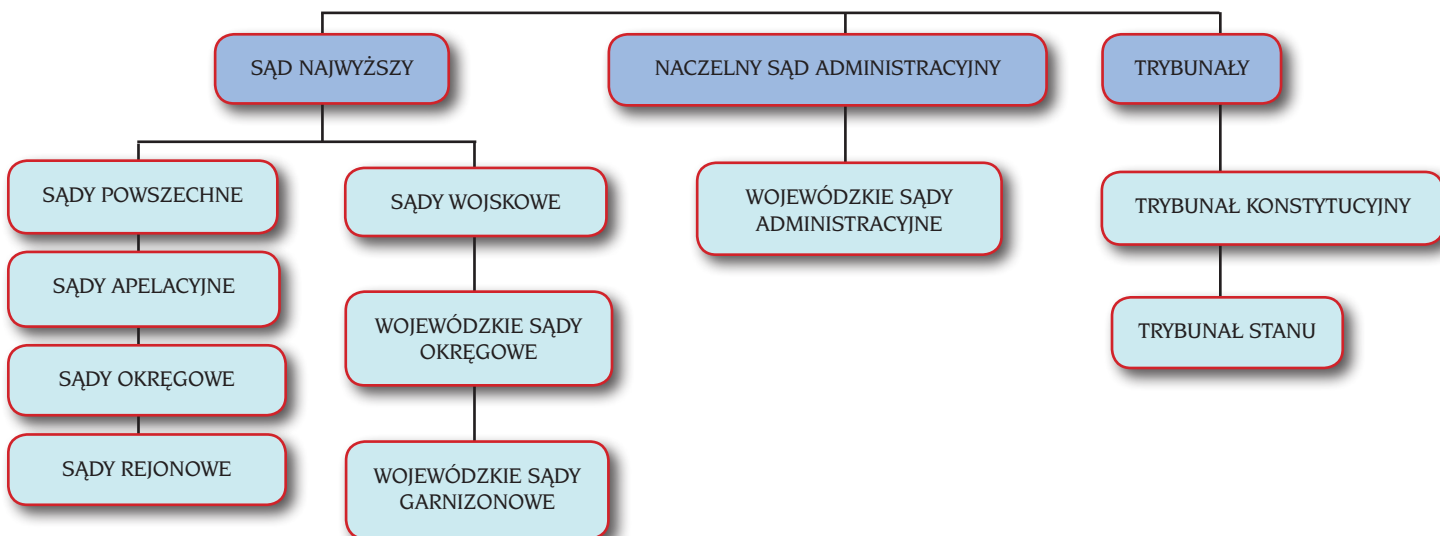 SĄD NAJWYŻSZY
NACZELNY SĄD ADMINISTRACYJNY
TRYBUNAŁY
SĄDY POWSZECHNE
SĄDY WOJSKOWE
WOJEWÓDZKIE SĄDY
ADMINISTRACYJNE
TRYBUNAŁ KONSTYTUCYJNY
SĄDY APELACYJNE
WOJEWÓDZKIE SĄDY
OKRĘGOWE
TRYBUNAŁ STANU
SĄDY OKRĘGOWE
SĄDY REJONOWE
WOJEWÓDZKIE SĄDY
GARNIZONOWE